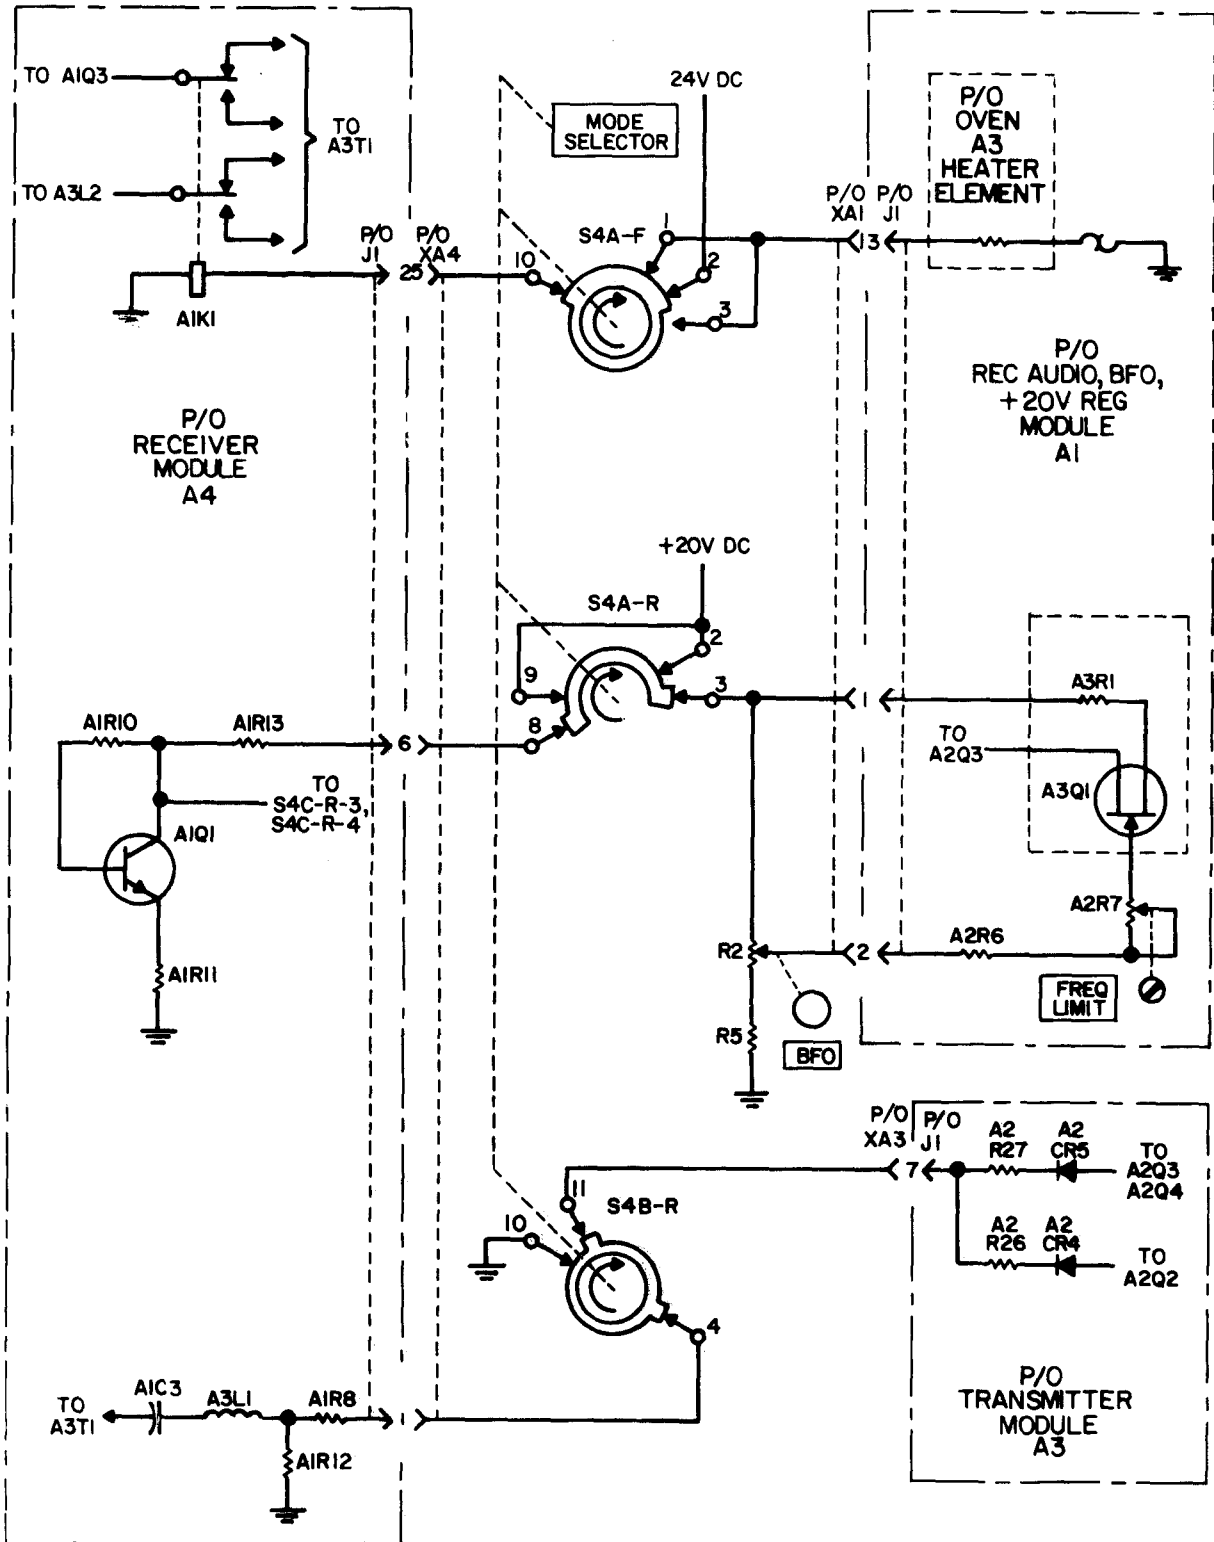 TO A1Q3
TO
A3T1
TO A3L2
A1K1
P/O
J1
P/O
XA4
25
P/O
RECEIVER
MODULE
A4
MODE
SELECTOR
24V DC
S4A-F
10
1
2
3
P/O
XA1
P/O
J1
13
P/O
OVEN
A3
HEATER
ELEMENT
P/O
REC AUDIO, BFO,
+20V REG
MODULE
A1
+20V DC
S4A-R
2
9
3
8
1
A1R10
A1R13
6
TO
S4C-R-3,
S4C-R-4
A1Q1
A1R11
A3R1
TO
A2Q3
A3Q1
A2R7
R2
2
A2R6
FREQ
LIMIT
R5
BFO
P/O
XA3
P/O
J1
7
A2
R27
A2
CR5
TO
A2Q3
A2Q4
A2
R26
A2
CR4
TO
A2Q2
11
S4B-R
10
4
P/O
TRANSMITTER
MODULE
A3
TO
A3T1
A1C3
A3L1
A1R8
1
A1R12